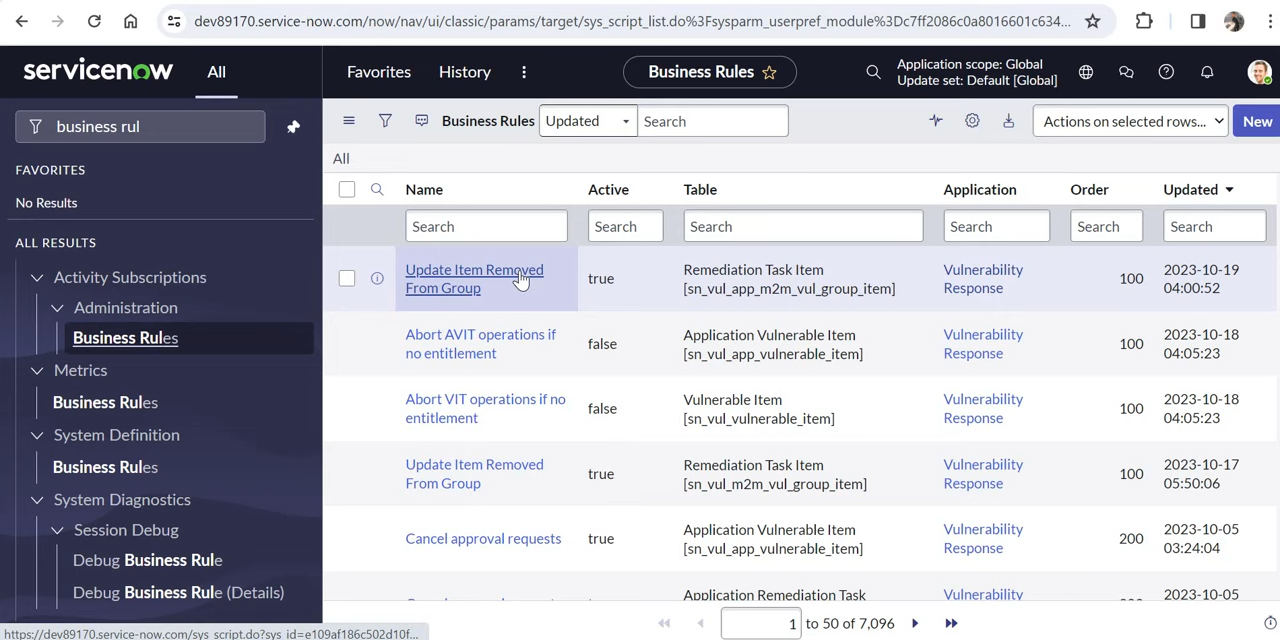 dev89170.service-now.com/now/nav/ui/classic/params/target/sys_script_list.do%3Fsysparm_userpref_module%3Dc7ff2086c0a8016601c634...
servicenow
All
Favorites
History
Business Rules
Application scope: Global
Update set: Default [Global]
business rul
FAVORITES
No Results
ALL RESULTS
Activity Subscriptions
Administration
Business Rules
Metrics
Business Rules
System Definition
Business Rules
System Diagnostics
Session Debug
Debug Business Rule
Debug Business Rule (Details)
Business Rules
Updated
Search
Actions on selected rows...
New
All
Name Active Table Application Order Updated
Search Search Search Search Search Search
Update Item Removed From Group true Remediation Task Item [sn_vul_app_m2m_vul_group_item] Vulnerability Response 100 2023-10-19 04:00:52
Abort AVIT operations if no entitlement false Application Vulnerable Item [sn_vul_app_vulnerable_item] Vulnerability Response 100 2023-10-18 04:05:23
Abort VIT operations if no entitlement false Vulnerable Item [sn_vul_vulnerable_item] Vulnerability Response 100 2023-10-18 04:05:23
Update Item Removed From Group true Remediation Task Item [sn_vul_m2m_vul_group_item] Vulnerability Response 100 2023-10-17 05:50:06
Cancel approval requests true Application Vulnerable Item [sn_vul_app_vulnerable_item] Vulnerability Response 200 2023-10-05 03:24:04
Application Remediation Task Vulnerability 2023-10-05
1 to 50 of 7,096
https://dev89170.service-now.com/sys_script.do?sys_id=e109af186c502d10f...